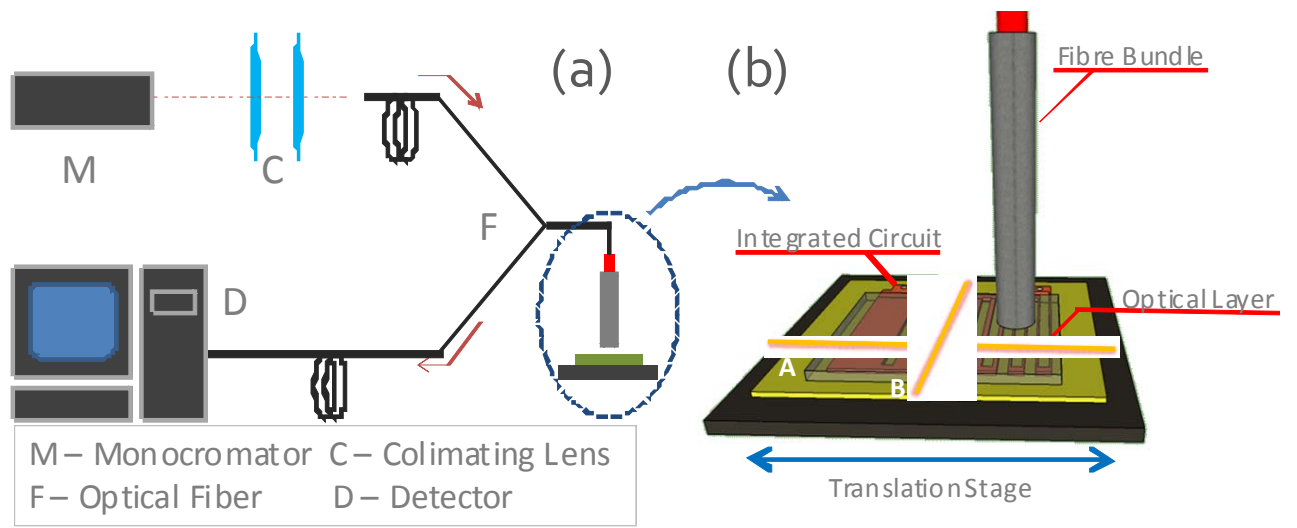 (a)
(b)
Fibre Bundle
M
C
F
Integrated Circuit
D
Optical Layer
A
B
M – Monocromator C – Colimating Lens
F – Optical Fiber D – Detector
Translation Stage